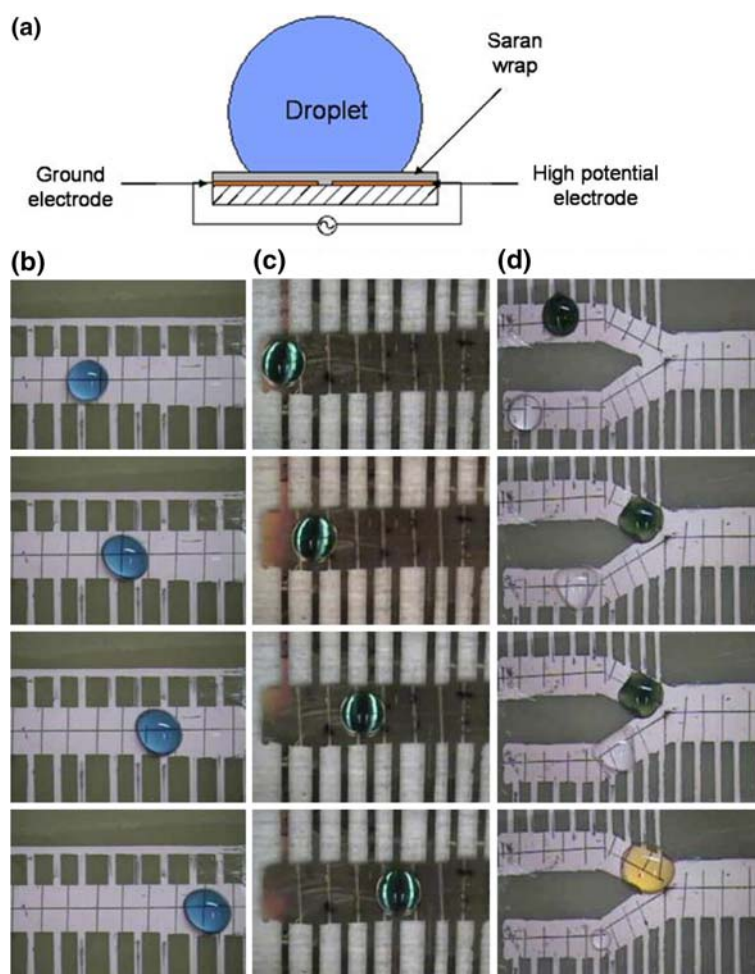 (a)
Saran
wrap
Droplet
Ground
electrode
High potential
electrode
(b)
(c)
(d)